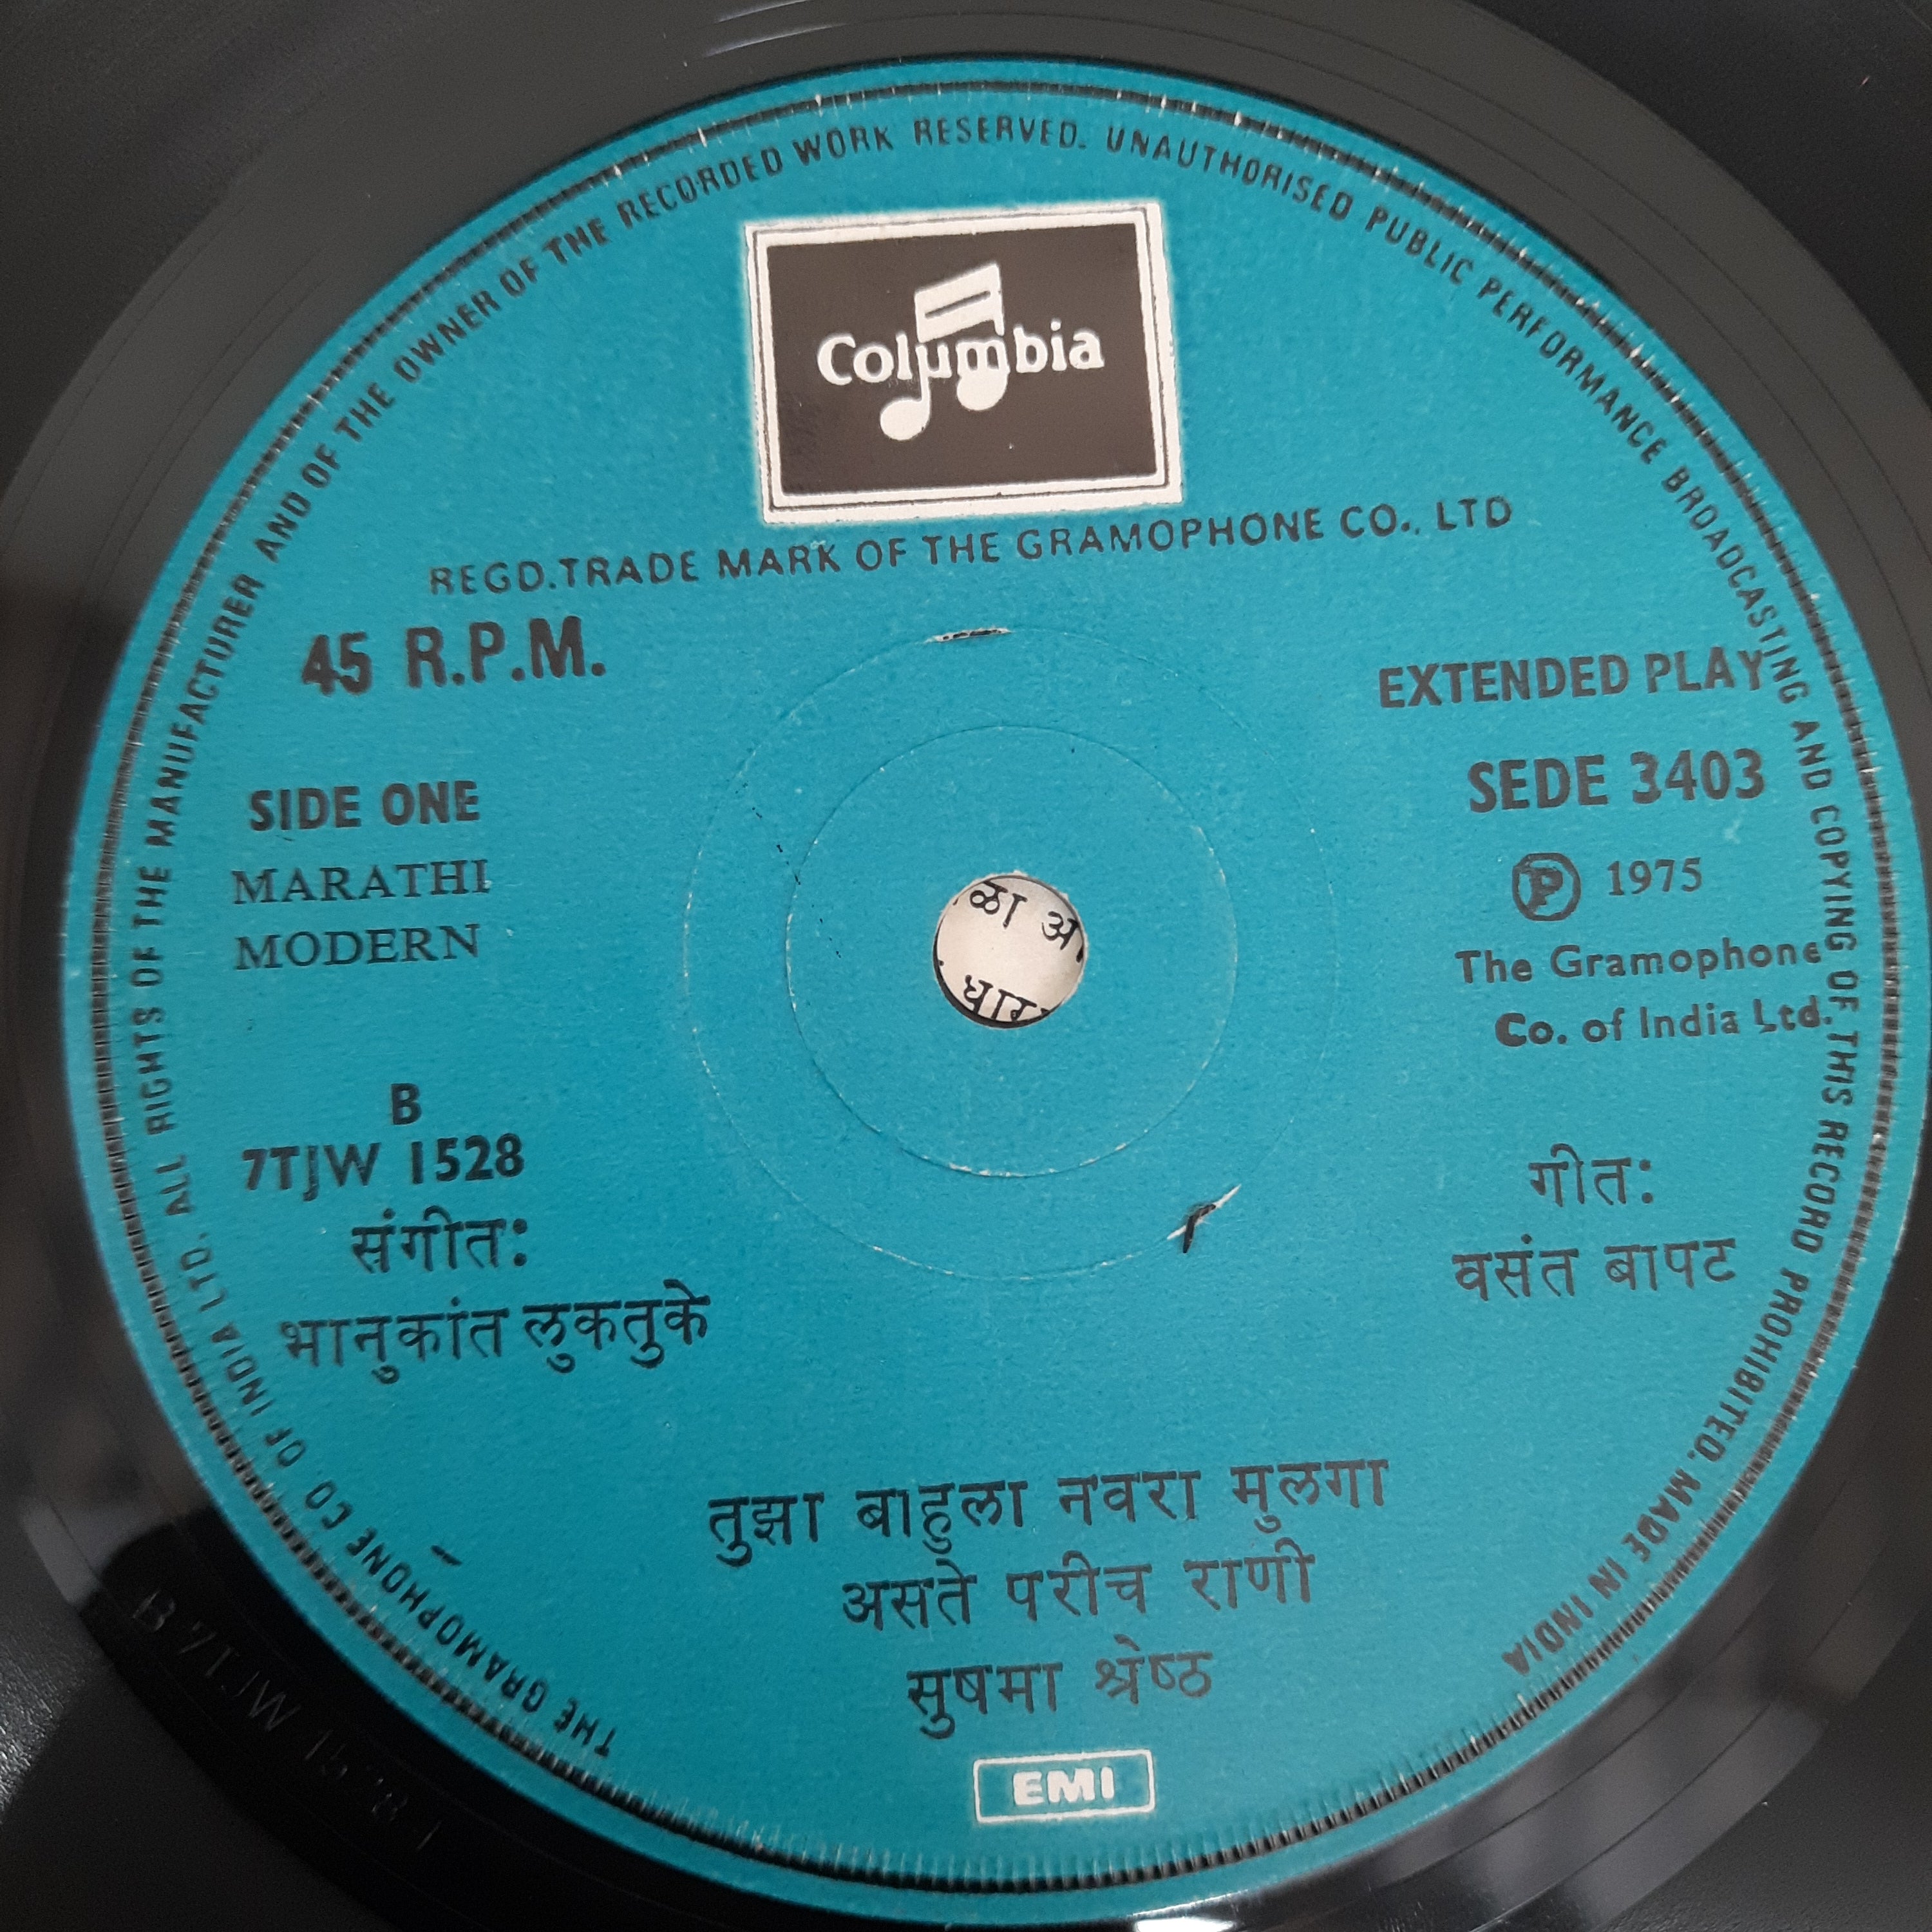 THE GRAMOPHONE CO. OF INDIA LTD. ALL RIGHTS OF THE MANUFACTURER AND OF THE OWNER OF THE RECORDED WORK RESERVED. UNAUTHORISED PUBLIC PERFORMANCE BROADCASTING AND COPYING OF THIS RECORD PROHIBITED. MADE IN INDIA
Columbia
REGD.TRADE MARK OF THE GRAMOPHONE CO., LTD
45 R.P.M.
EXTENDED PLAY
SIDE ONE
SEDE 3403
MARATHI
Ⓟ 1975
MODERN
The Gramophone
Co. of India Ltd.
ळा अ
धार
B
7TJW 1528
गीत:
संगीत:
वसंत बापट
भानुकांत लुकतुके
तुझा बाहुला नवरा मुलगा
असते परीच राणी
सुषमा श्रेष्ठ
EMI
B 7TJW 1528 1